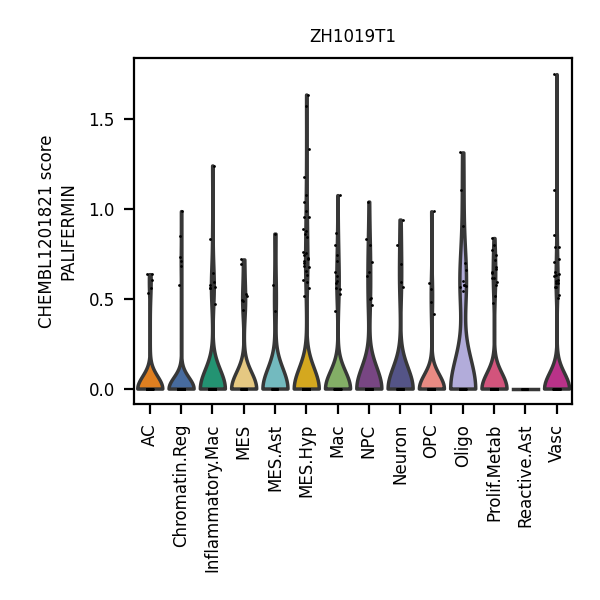 ZH1019T1
CHEMBL1201821 score
PALIFERMIN
1.5
1.0
0.5
0.0
AC
Chromatin.Reg
Inflammatory.Mac
MES
MES.Ast
MES.Hyp
Mac
NPC
Neuron
OPC
Oligo
Prolif.Metab
Reactive.Ast
Vasc